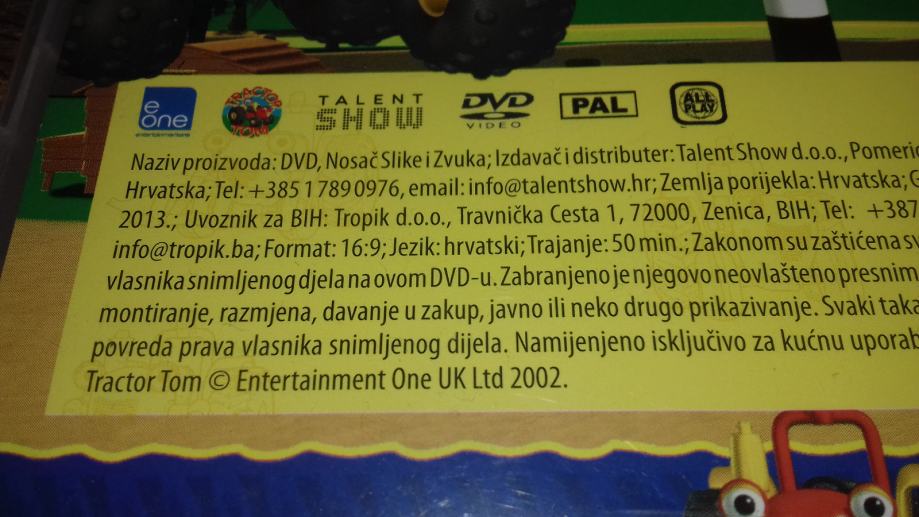 e one
entertainment
TRACTOR TOM
TALENT SHOW
DVD VIDEO
PAL
ALL PLAY
Naziv proizvoda: DVD, Nosač Slike i Zvuka; Izdavač i distributer: Talent Show d.o.o., Pomeric
Hrvatska; Tel: +385 1 7890 976, email: info@talentshow.hr; Zemlja porijekla: Hrvatska; G
2013.; Uvoznik za BIH: Tropik d.o.o., Travnička Cesta 1, 72000, Zenica, BIH; Tel: +387
info@tropik.ba; Format: 16:9; Jezik: hrvatski; Trajanje: 50 min.; Zakonom su zaštićena sv
vlasnika snimljenog djela na ovom DVD-u. Zabranjeno je njegovo neovlašteno presnim
montiranje, razmjena, davanje u zakup, javno ili neko drugo prikazivanje. Svaki taka
povreda prava vlasnika snimljenog dijela. Namijenjeno isključivo za kućnu uporab
Tractor Tom © Entertainment One UK Ltd 2002.